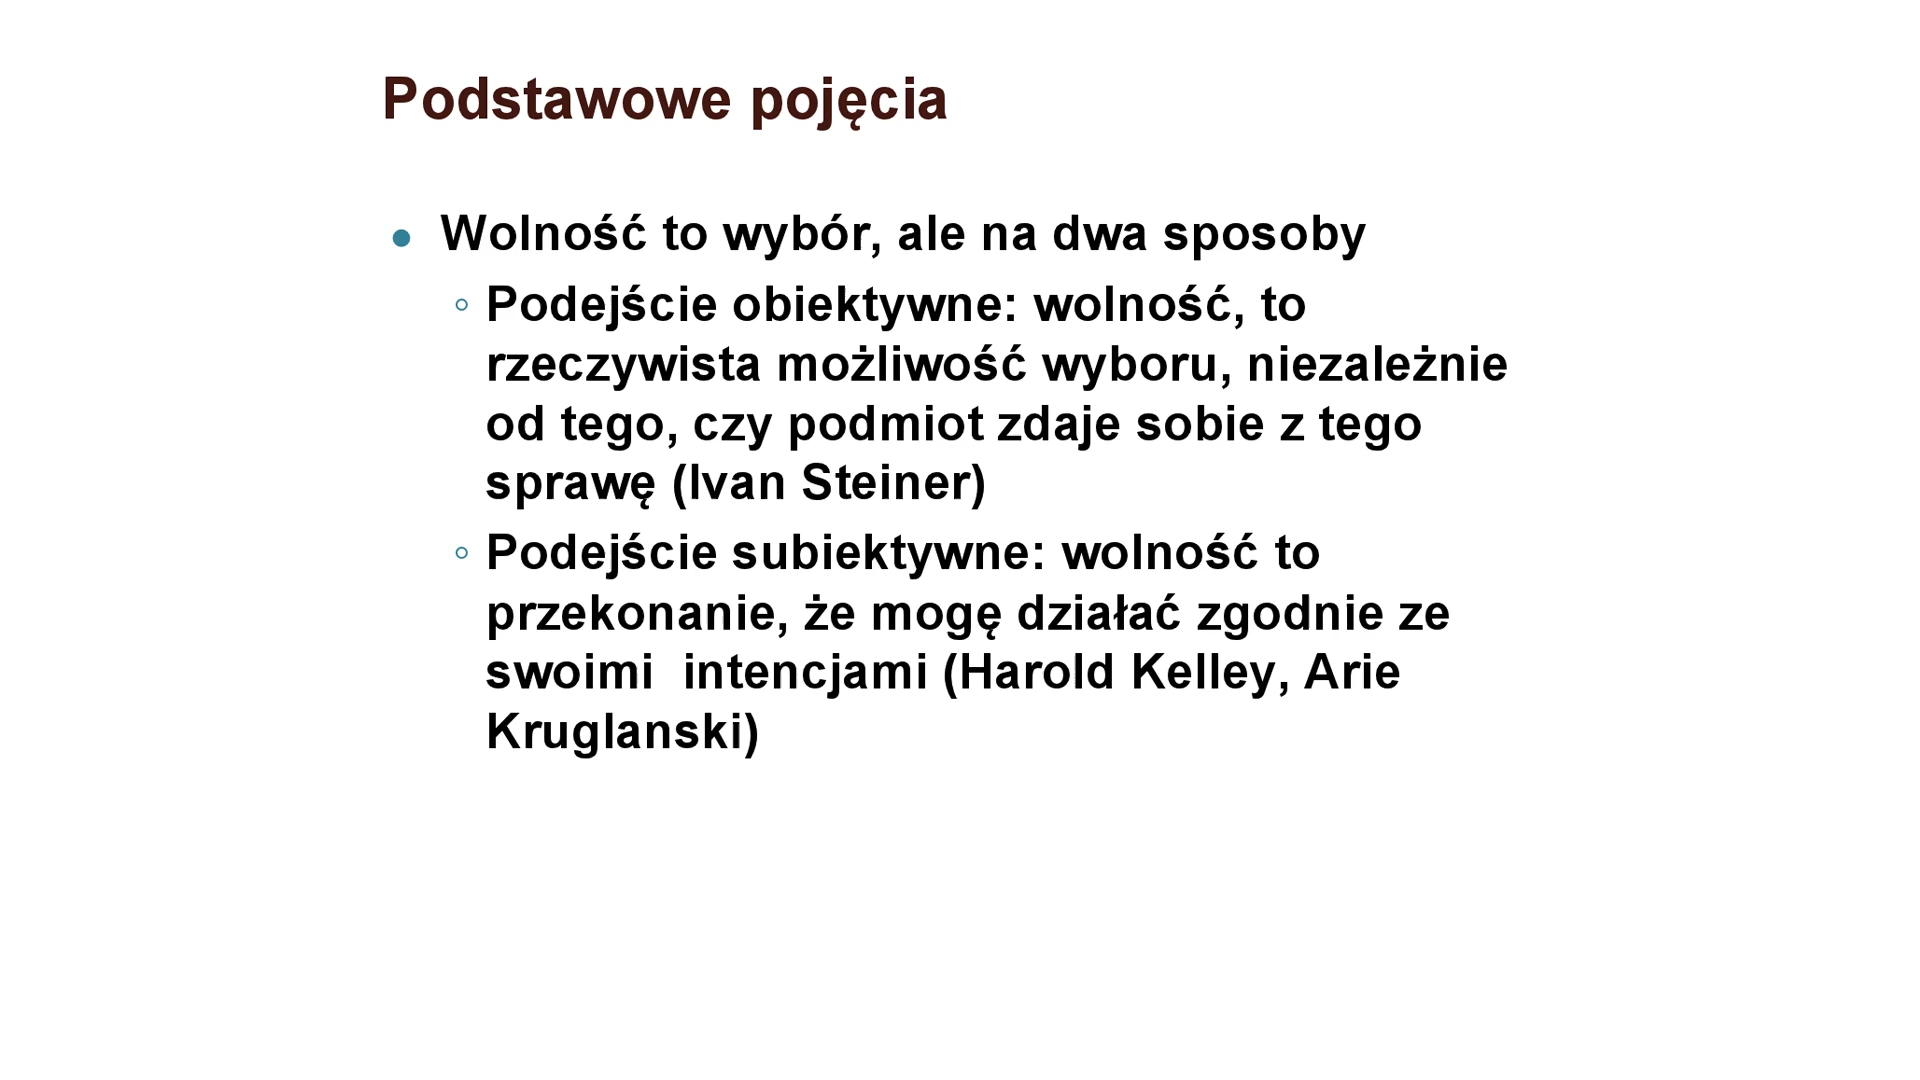 Podstawowe pojęcia
● Wolność to wybór, ale na dwa sposoby
◦ Podejście obiektywne: wolność, to
rzeczywista możliwość wyboru, niezależnie
od tego, czy podmiot zdaje sobie z tego
sprawę (Ivan Steiner)
◦ Podejście subiektywne: wolność to
przekonanie, że mogę działać zgodnie ze
swoimi  intencjami (Harold Kelley, Arie
Kruglanski)